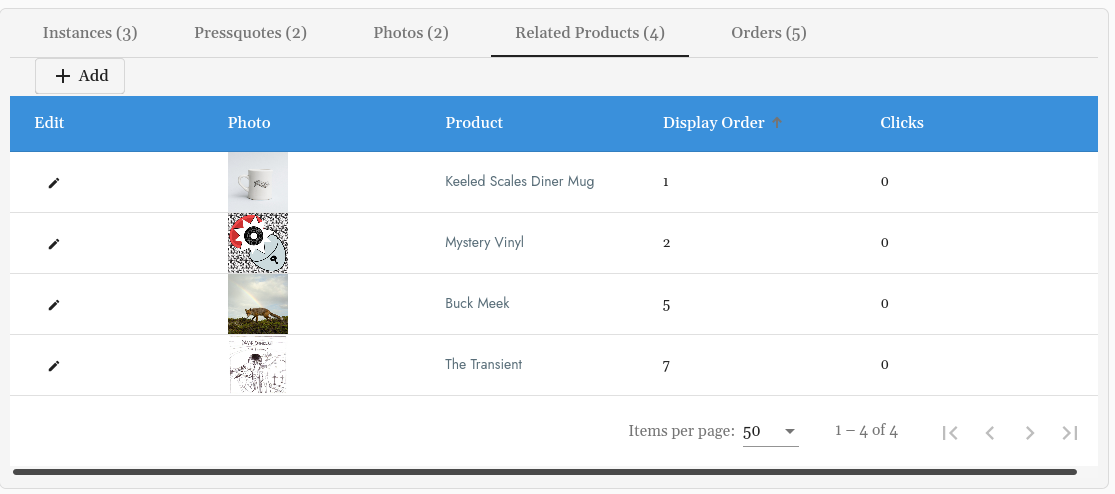 Instances (3) Pressquotes (2) Photos (2) Related Products (4) Orders (5)
+ Add
Edit Photo Product Display Order ↑ Clicks
Keeled Scales Diner Mug 1 0
Mystery Vinyl 2 0
Buck Meek 5 0
The Transient 7 0
Items per page: 50 1 – 4 of 4